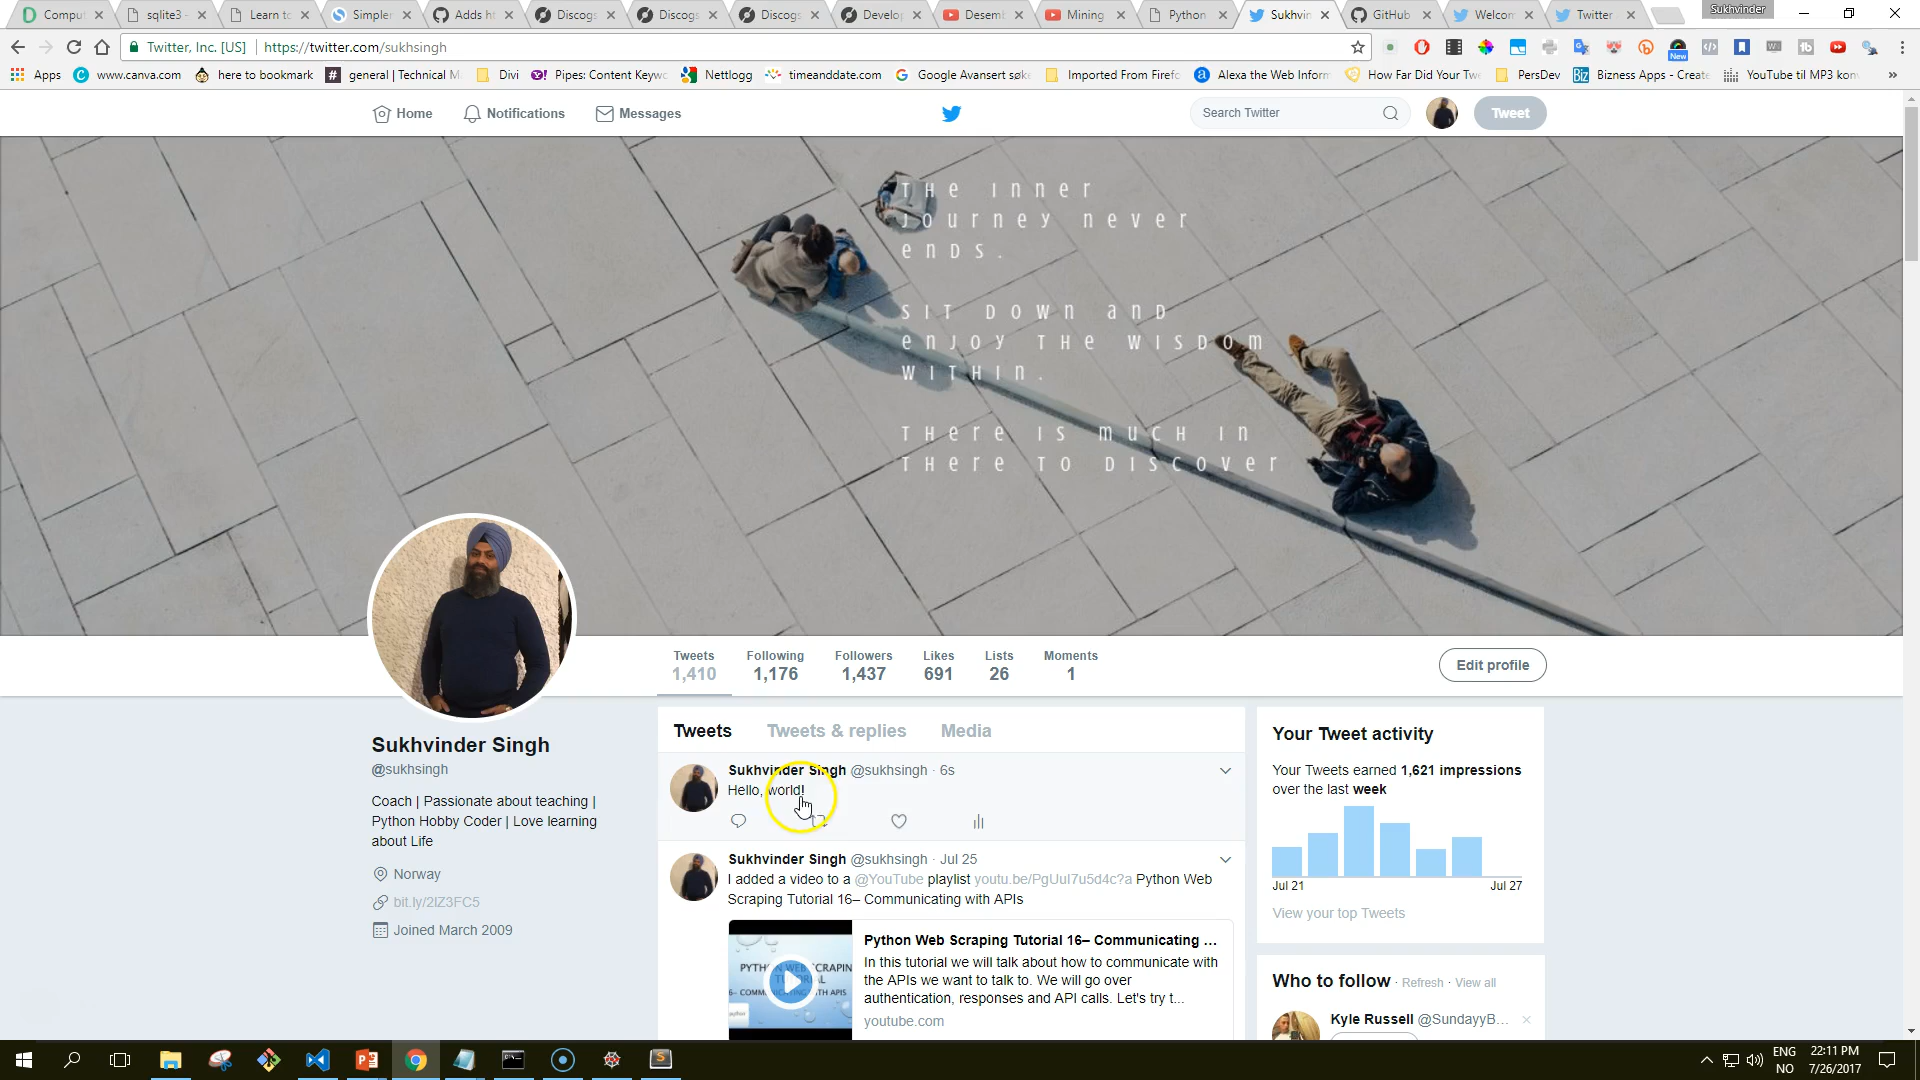 Comput
sqlite3 -
Learn to
Simpler
Adds ht
Discogs
Discogs
Discogs
Develop
Desemb
Mining
Python
Sukhvin
GitHub
Welcom
Twitter
Sukhvinder
Twitter, Inc. [US] | https://twitter.com/sukhsingh
Apps
www.canva.com
here to bookmark
general | Technical M
Divi
Pipes: Content Keywo
Nettlogg
timeanddate.com
Google Avansert søk
Imported From Firefo
Alexa the Web Inform
How Far Did Your Tw
PersDev
Bizness Apps - Create
YouTube til MP3 kon
»
New
Home
Notifications
Messages
Search Twitter
Tweet
THE INNER
JOURNEY NEVER
ENDS.
SIT DOWN AND
ENJOY THE WISDOM
WITHIN.
THERE IS MUCH IN
THERE TO DISCOVER
Tweets
1,410
Following
1,176
Followers
1,437
Likes
691
Lists
26
Moments
1
Edit profile
Sukhvinder Singh
@sukhsingh
Coach | Passionate about teaching |
Python Hobby Coder | Love learning
about Life
Norway
bit.ly/2IZ3FC5
Joined March 2009
Tweets
Tweets & replies
Media
Sukhvinder Singh @sukhsingh · 6s
Hello, world!
Sukhvinder Singh @sukhsingh · Jul 25
I added a video to a @YouTube playlist youtu.be/PgUuI7u5d4c?a Python Web
Scraping Tutorial 16– Communicating with APIs
PYTHON WEB SCRAPIN
TUTORIAL
Python Web Scraping Tutorial 16– Communicating ...
In this tutorial we will talk about how to communicate with
the APIs we want to talk to. We will go over
authentication, responses and API calls. Let's try t...
youtube.com
Your Tweet activity
Your Tweets earned 1,621 impressions
over the last week
Jul 21
Jul 27
View your top Tweets
Who to follow · Refresh · View all
Kyle Russell @SundayyB...
ENG
NO
22:11 PM
7/26/2017